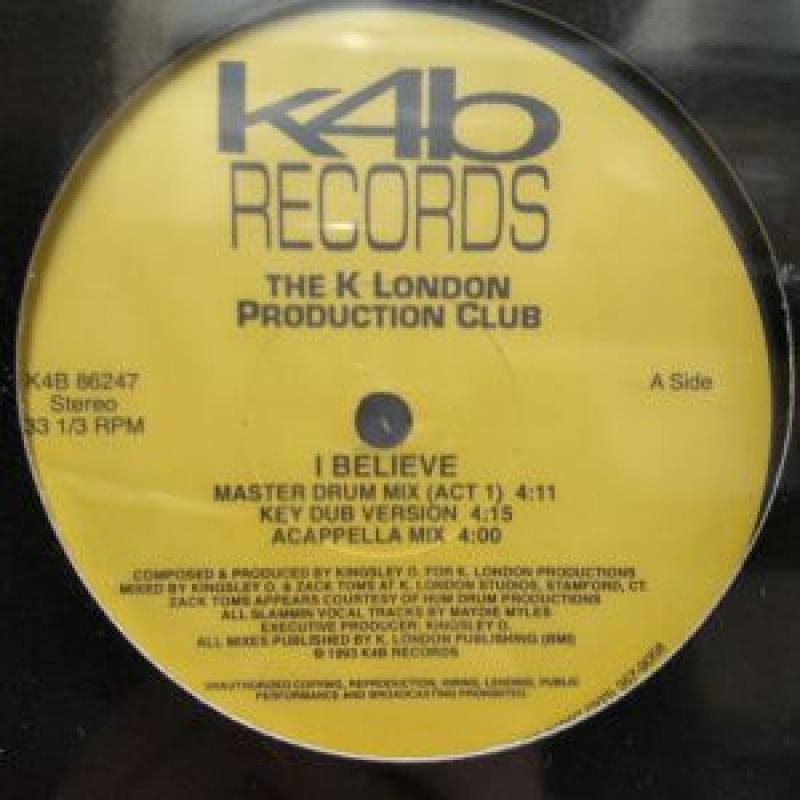 k4b
RECORDS
THE K LONDON
PRODUCTION CLUB
K4B 86247
Stereo
33 1/3 RPM
A Side
I BELIEVE
MASTER DRUM MIX (ACT 1) 4:11
KEY DUB VERSION 4:15
ACAPPELLA MIX 4:00
COMPOSED & PRODUCED BY KINGSLEY O. FOR K. LONDON PRODUCTIONS
MIXED BY KINGSLEY O. & ZACK TOMS AT K. LONDON STUDIOS, STAMFORD, CT.
ZACK TOMS APPEARS COURTESY OF HUM DRUM PRODUCTIONS
ALL SLAMMIN VOCAL TRACKS BY MAYDIE MYLES
EXECUTIVE PRODUCER: KINGSLEY O.
ALL MIXES PUBLISHED BY K. LONDON PUBLISHING (BMI)
© 1993 K4B RECORDS
UNAUTHORISED COPYING, REPRODUCTION, HIRING, LENDING, PUBLIC
PERFORMANCE AND BROADCASTING PROHIBITED